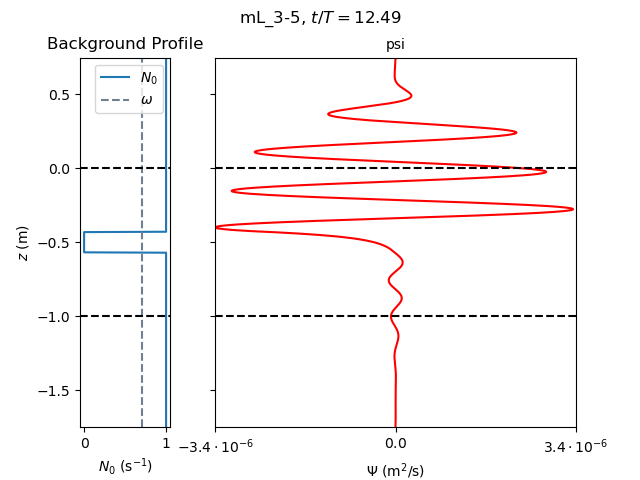 mL_3-5, t/T = 12.49
Background Profile
psi
N₀
ω
0.5
0.0
−0.5
−1.0
−1.5
z (m)
0 1
−3.4 · 10⁻⁶ 0.0 3.4 · 10⁻⁶
N₀ (s⁻¹)
Ψ (m²/s)